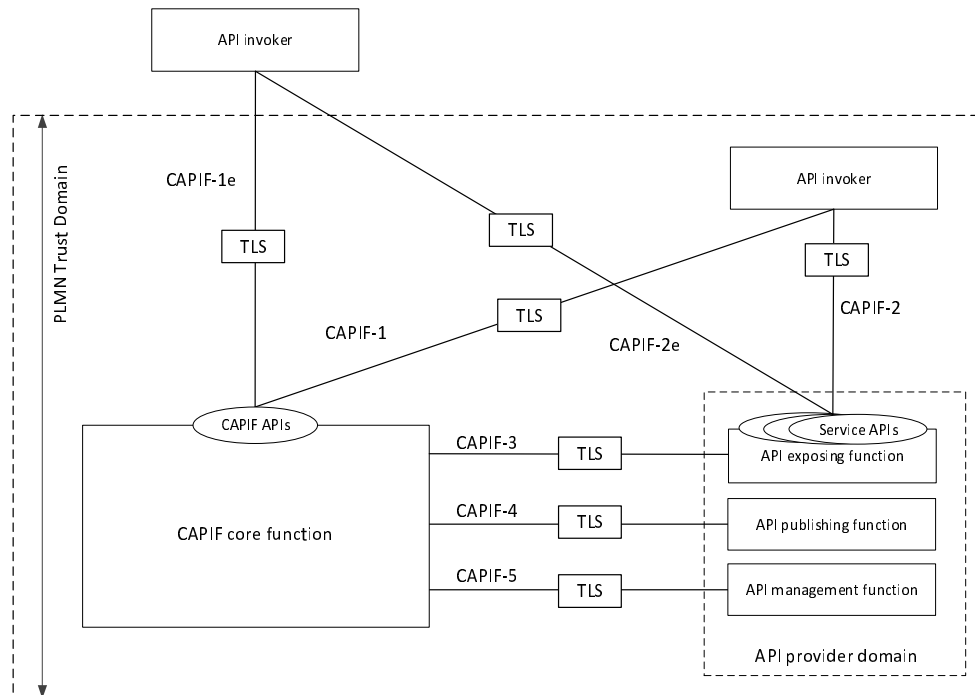 API invoker
PLMN Trust Domain
CAPIF-1e
API invoker
TLS
TLS
TLS
TLS
CAPIF-1
CAPIF-2e
CAPIF-2
CAPIF APIs
Service APIs
API exposing function
CAPIF-3
TLS
CAPIF core function
CAPIF-4
TLS
API publishing function
CAPIF-5
TLS
API management function
API provider domain